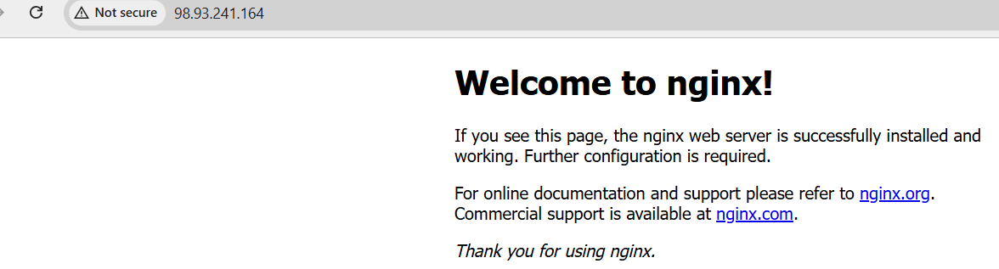 Not secure 98.93.241.164
Welcome to nginx!
If you see this page, the nginx web server is successfully installed and
working. Further configuration is required.
For online documentation and support please refer to nginx.org.
Commercial support is available at nginx.com.
Thank you for using nginx.